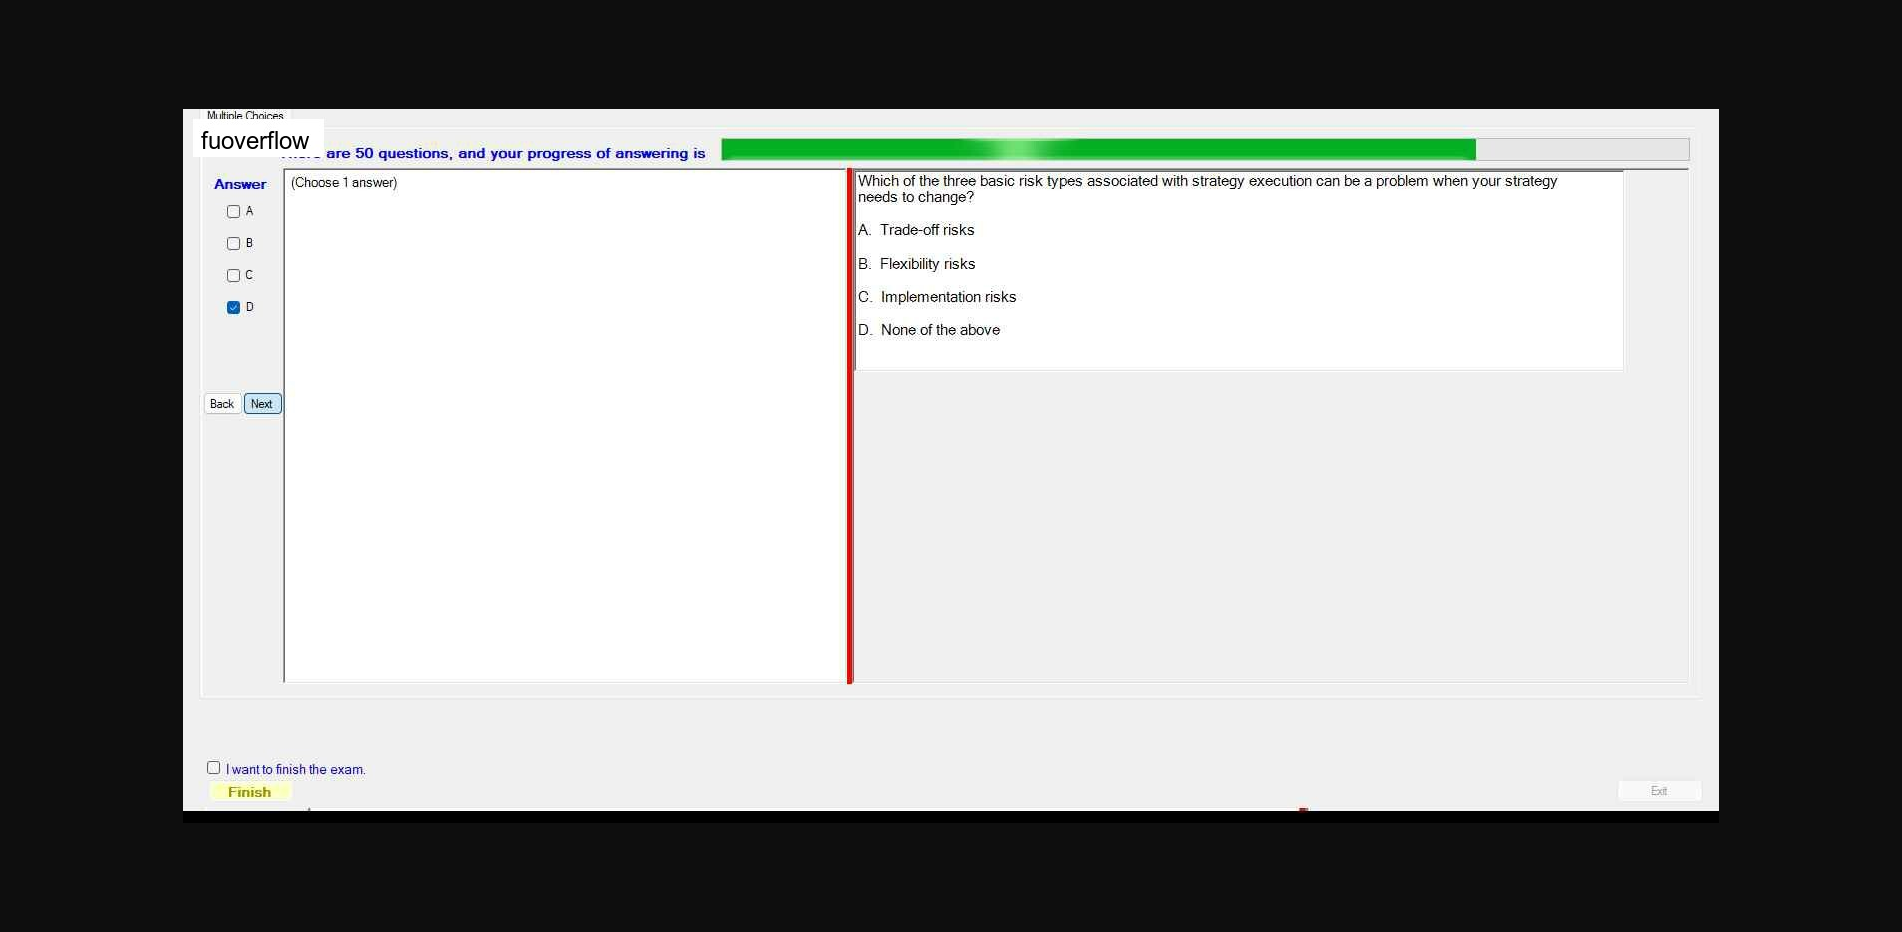 Multiple Choices
fuoverflow
are 50 questions, and your progress of answering is
Answer
(Choose 1 answer)
A
B
C
D
Back Next
Which of the three basic risk types associated with strategy execution can be a problem when your strategy
needs to change?
A. Trade-off risks
B. Flexibility risks
C. Implementation risks
D. None of the above
I want to finish the exam.
Finish
Exit